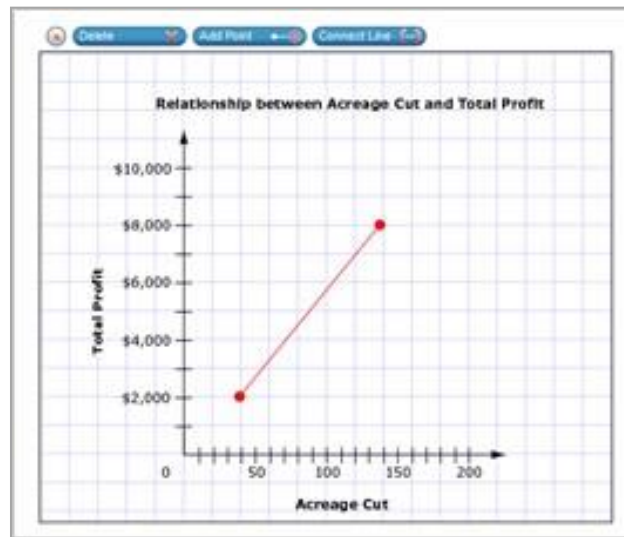 Delete
Add Point
Connect Line
Relationship between Acreage Cut and Total Profit
$10,000
$8,000
$6,000
$4,000
$2,000
Total Profit
0 50 100 150 200
Acreage Cut